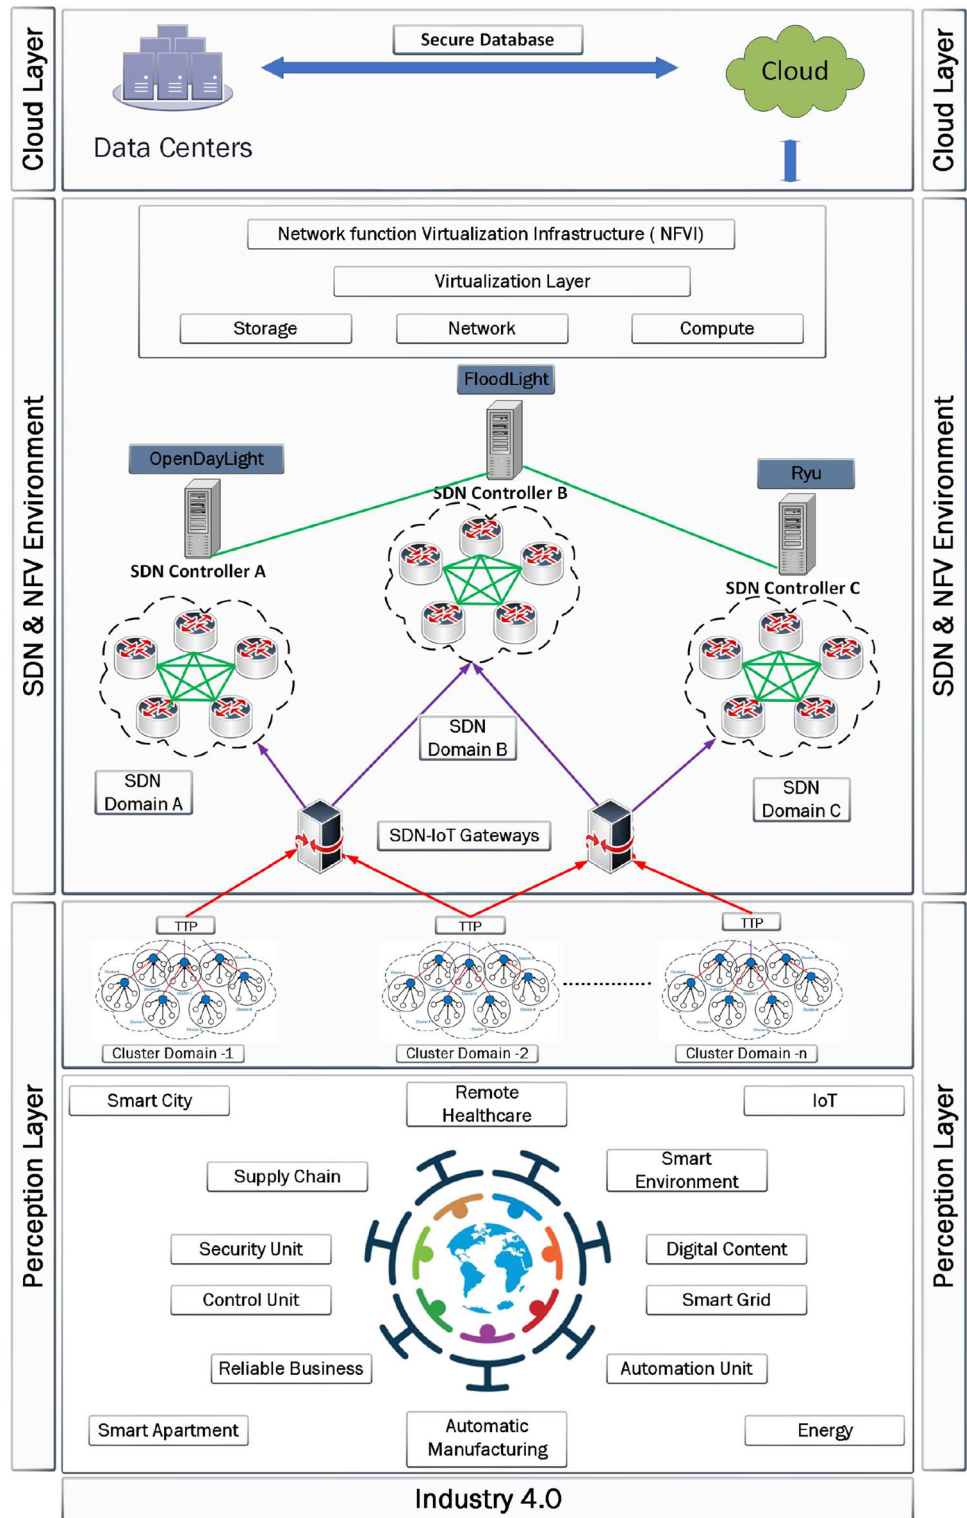 Cloud Layer
Secure Database
Cloud
Data Centers
Cloud Layer
SDN & NFV Environment
Network function Virtualization Infrastructure ( NFVI)
Virtualization Layer
Storage
Network
Compute
FloodLight
OpenDayLight
Ryu
SDN Controller B
SDN Controller A
SDN Controller C
SDN
Domain B
SDN
Domain A
SDN
Domain C
SDN-IoT Gateways
SDN & NFV Environment
Perception Layer
TTP
TTP
TTP
Cluster Domain -1
Cluster Domain -2
Cluster Domain -n
Smart City
Remote
Healthcare
IoT
Supply Chain
Smart
Environment
Security Unit
Digital Content
Control Unit
Smart Grid
Reliable Business
Automation Unit
Smart Apartment
Automatic
Manufacturing
Energy
Perception Layer
Industry 4.0